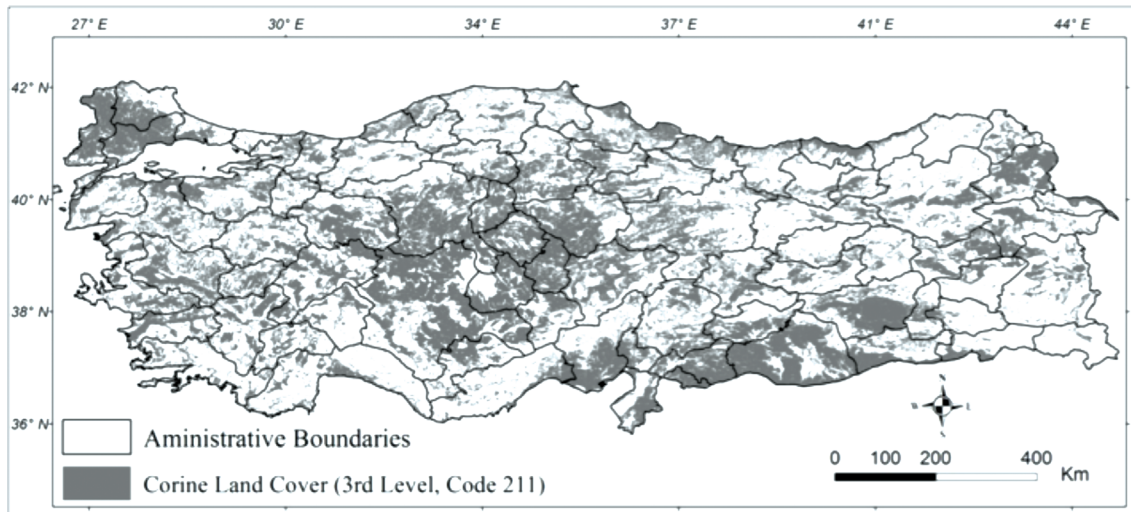 27° E 30° E 34° E 37° E 41° E 44° E
42° N
40° N
38° N
36° N
Aministrative Boundaries
Corine Land Cover (3rd Level, Code 211)
0 100 200 400
Km